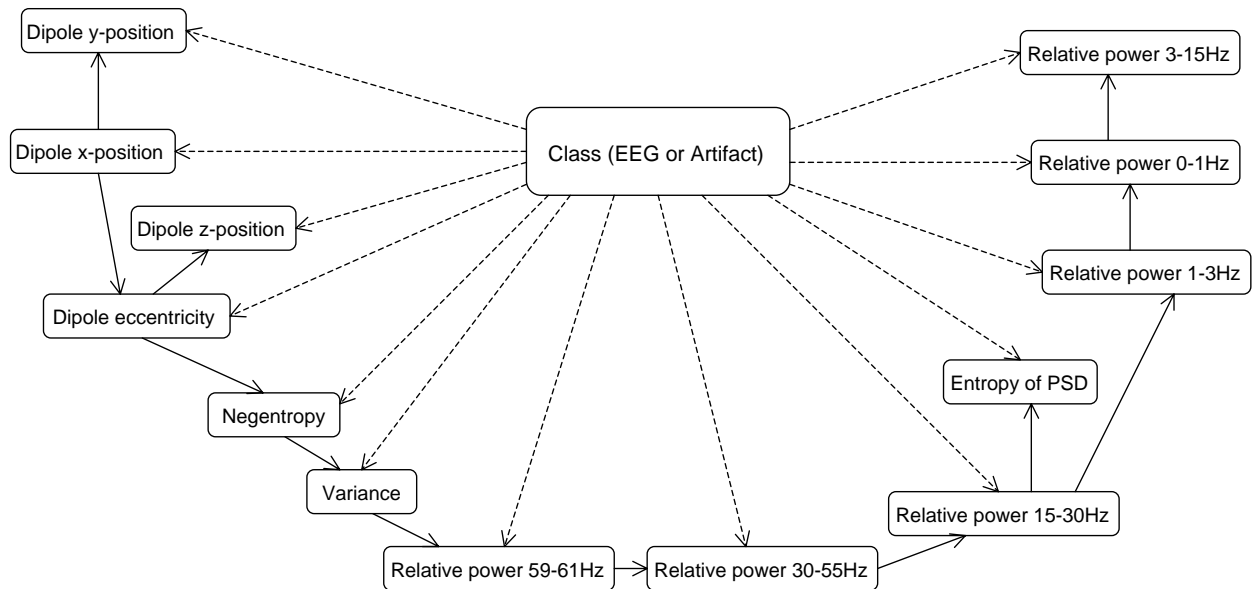 Dipole y-position
Relative power 3-15Hz
Dipole x-position
Class (EEG or Artifact)
Relative power 0-1Hz
Dipole z-position
Relative power 1-3Hz
Dipole eccentricity
Entropy of PSD
Negentropy
Variance
Relative power 15-30Hz
Relative power 59-61Hz
Relative power 30-55Hz